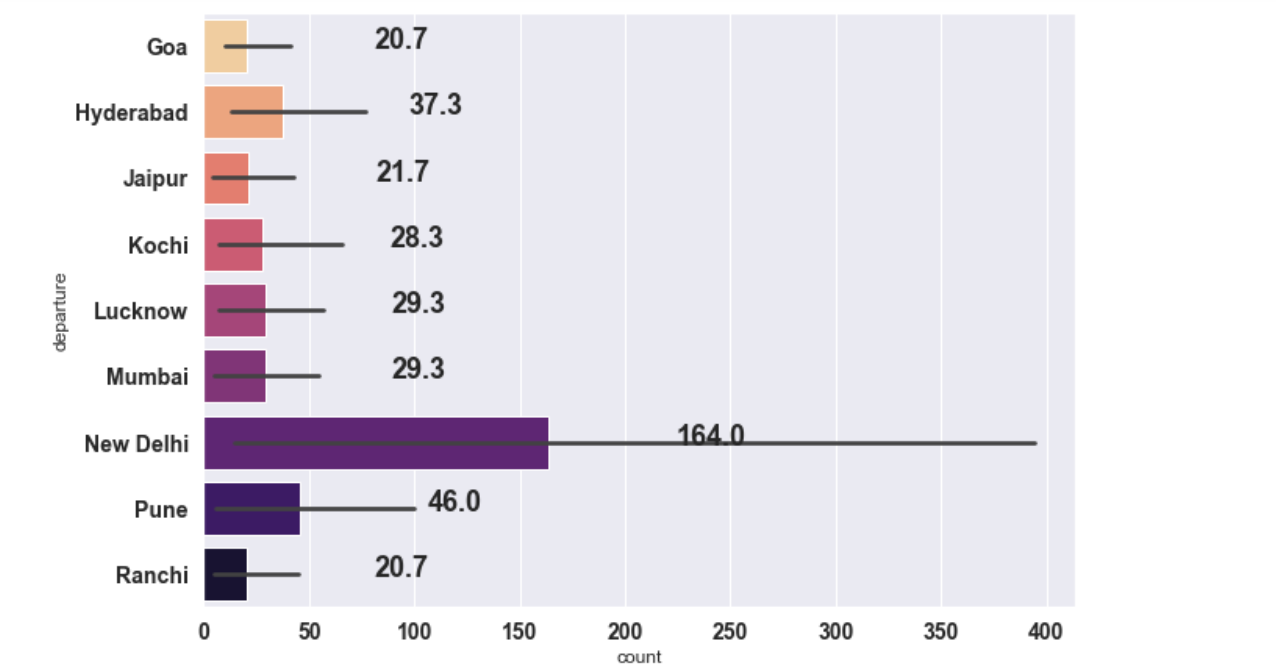 Goa 20.7
Hyderabad 37.3
Jaipur 21.7
Kochi 28.3
departure
Lucknow 29.3
Mumbai 29.3
New Delhi 164.0
Pune 46.0
Ranchi 20.7
0 50 100 150 200 250 300 350 400
count